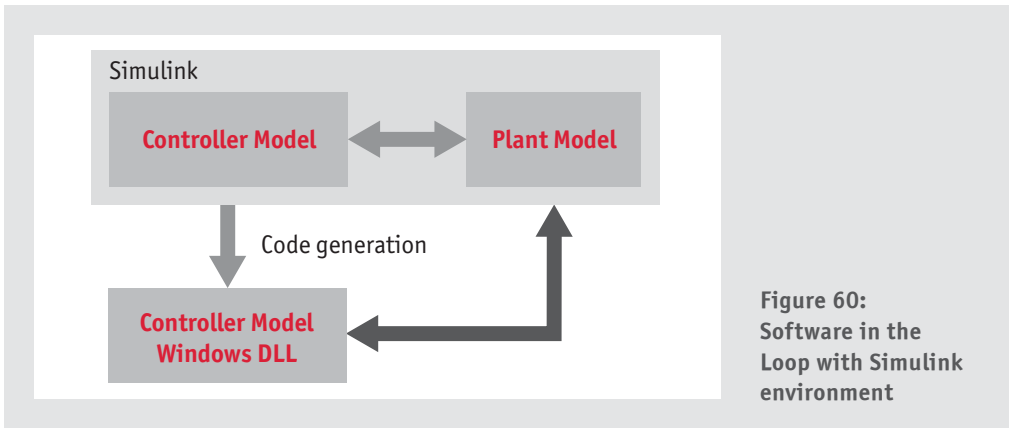 Simulink
Controller Model
Plant Model
Code generation
Controller Model
Windows DLL
Figure 60:
Software in the
Loop with Simulink
environment